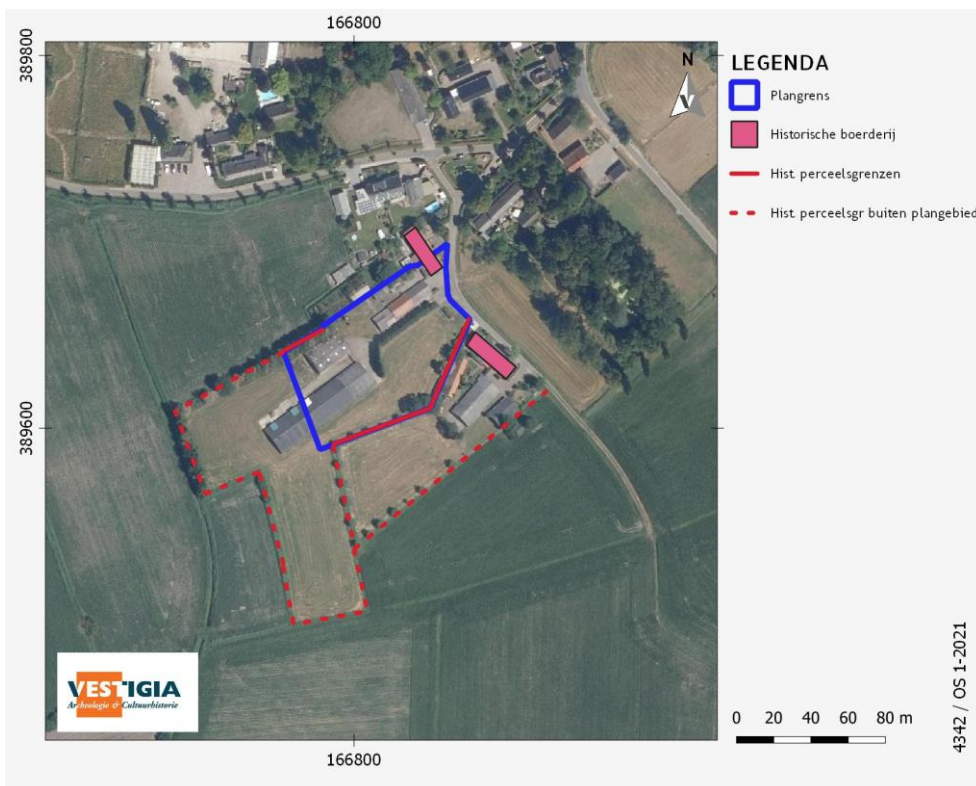 166800
389800
N
LEGENDA
Plangrens
Historische boerderij
Hist. perceelsgrenzen
Hist. perceelsgr buiten plangebied
389600
VESTIGIA
Archeologie & Cultuurhistorie
0 20 40 60 80 m
166800
4342 / OS 1-2021